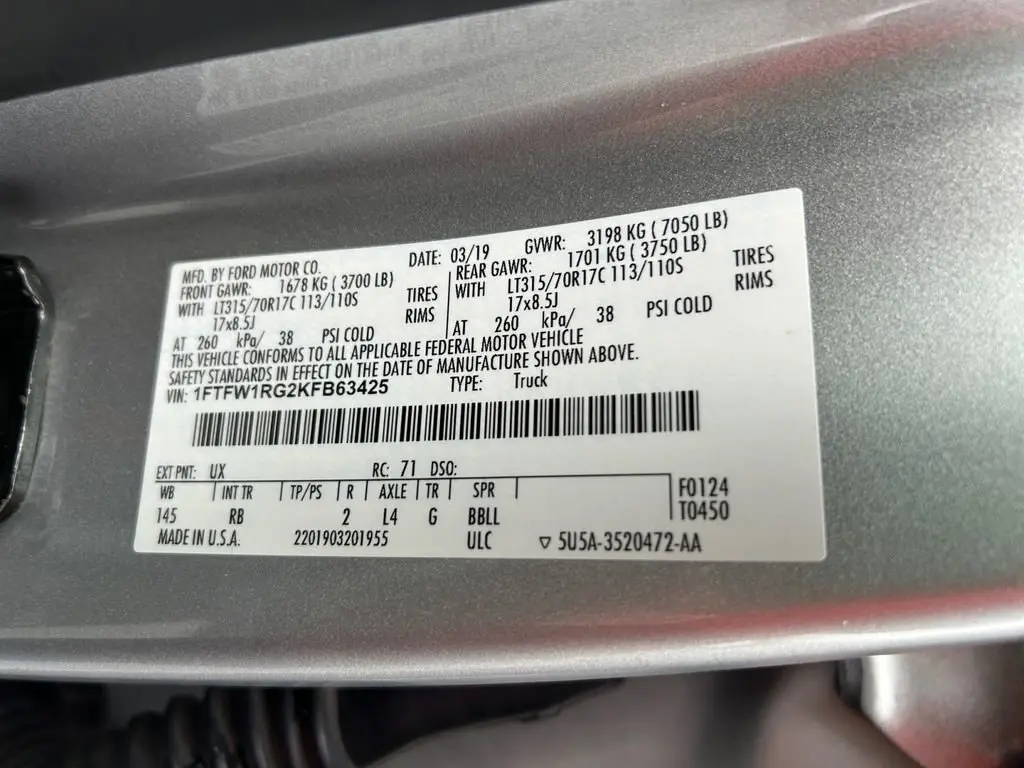 MFD. BY FORD MOTOR CO. DATE: 03/19 GVWR: 3198 KG ( 7050 LB)
FRONT GAWR: 1678 KG ( 3700 LB) REAR GAWR: 1701 KG ( 3750 LB)
WITH LT315/70R17C 113/110S TIRES WITH LT315/70R17C 113/110S TIRES
17x8.5J RIMS 17x8.5J RIMS
AT 260 kPa/ 38 PSI COLD AT 260 kPa/ 38 PSI COLD
THIS VEHICLE CONFORMS TO ALL APPLICABLE FEDERAL MOTOR VEHICLE
SAFETY STANDARDS IN EFFECT ON THE DATE OF MANUFACTURE SHOWN ABOVE.
VIN: 1FTFW1RG2KFB63425 TYPE: Truck
EXT PNT: UX RC: 71 DSO:
WB INT TR TP/PS R AXLE TR SPR F0124
145 RB 2 L4 G BBLL T0450
MADE IN U.S.A. 2201903201955 ULC ▽ 5U5A-3520472-AA